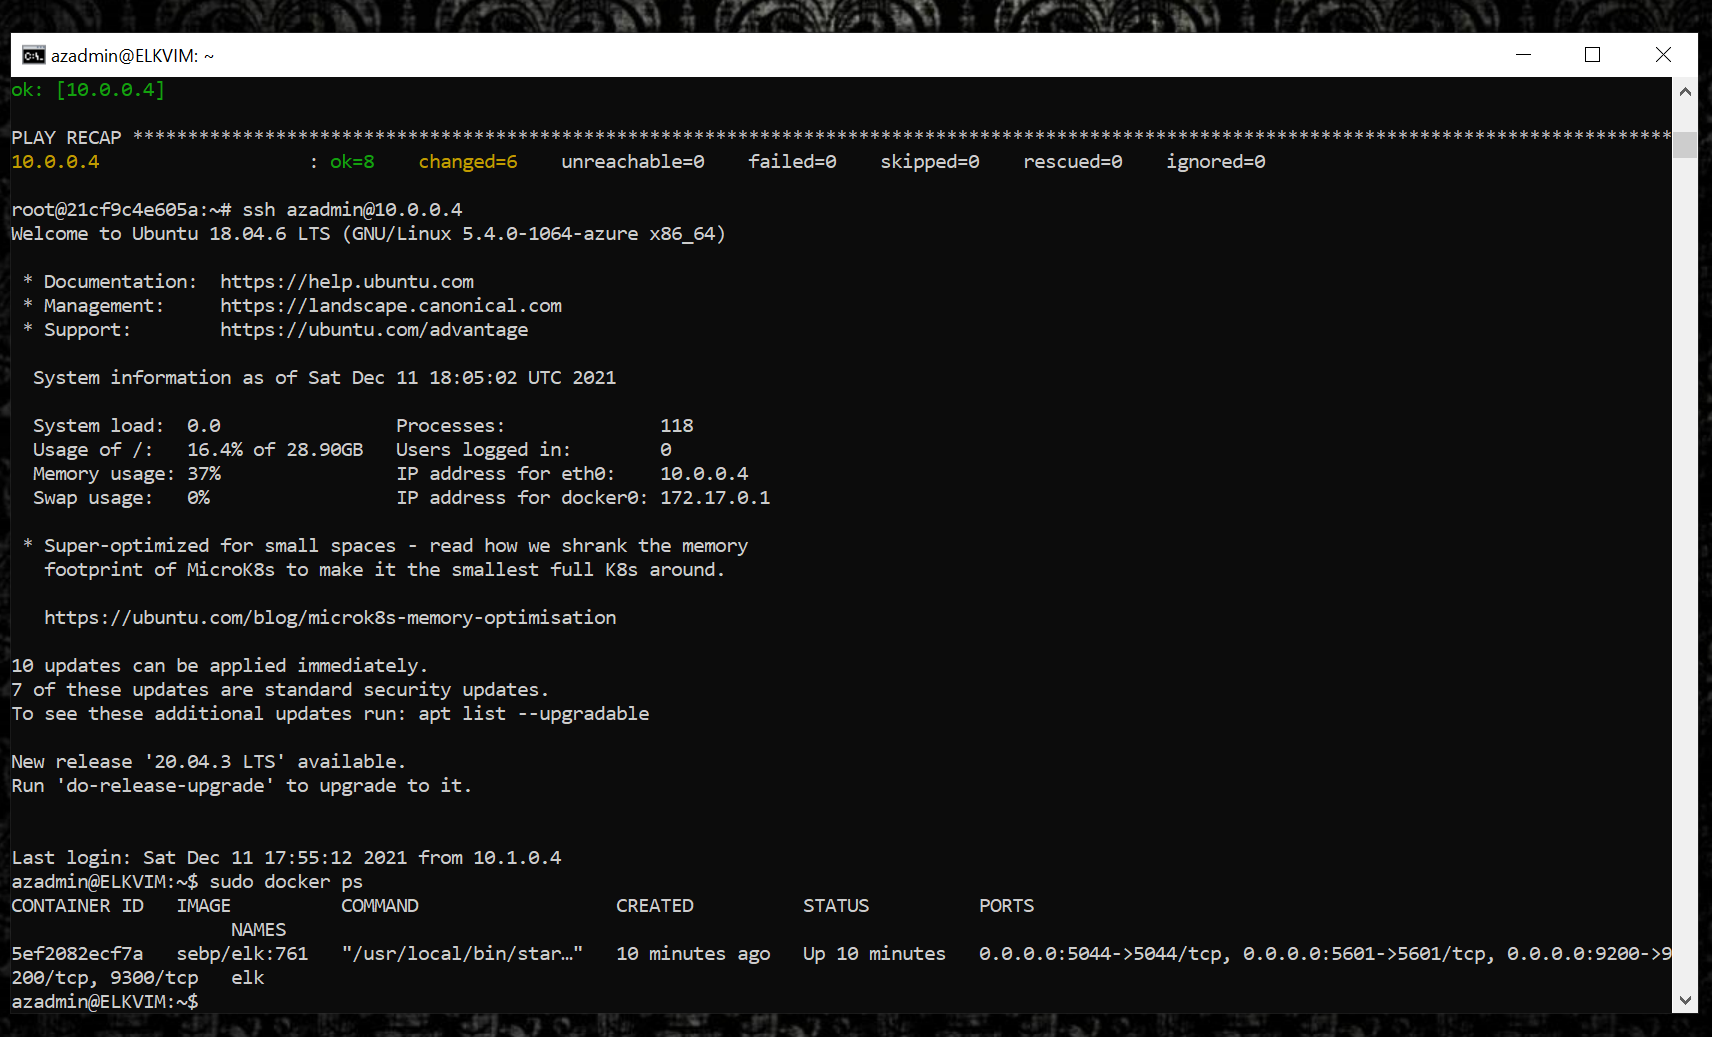 azadmin@ELKVIM: ~
ok: [10.0.0.4]
PLAY RECAP ********************************************************************************************************************************************
10.0.0.4                   : ok=8    changed=6    unreachable=0    failed=0    skipped=0    rescued=0    ignored=0
root@21cf9c4e605a:~# ssh azadmin@10.0.0.4
Welcome to Ubuntu 18.04.6 LTS (GNU/Linux 5.4.0-1064-azure x86_64)
 * Documentation:  https://help.ubuntu.com
 * Management:     https://landscape.canonical.com
 * Support:        https://ubuntu.com/advantage
  System information as of Sat Dec 11 18:05:02 UTC 2021
  System load:  0.0                Processes:              118
  Usage of /:   16.4% of 28.90GB   Users logged in:        0
  Memory usage: 37%                IP address for eth0:    10.0.0.4
  Swap usage:   0%                 IP address for docker0: 172.17.0.1
 * Super-optimized for small spaces - read how we shrank the memory
   footprint of MicroK8s to make it the smallest full K8s around.
   https://ubuntu.com/blog/microk8s-memory-optimisation
10 updates can be applied immediately.
7 of these updates are standard security updates.
To see these additional updates run: apt list --upgradable
New release '20.04.3 LTS' available.
Run 'do-release-upgrade' to upgrade to it.
Last login: Sat Dec 11 17:55:12 2021 from 10.1.0.4
azadmin@ELKVIM:~$ sudo docker ps
CONTAINER ID   IMAGE          COMMAND                  CREATED          STATUS          PORTS
                    NAMES
5ef2082ecf7a   sebp/elk:761   "/usr/local/bin/star…"   10 minutes ago   Up 10 minutes   0.0.0.0:5044->5044/tcp, 0.0.0.0:5601->5601/tcp, 0.0.0.0:9200->9
200/tcp, 9300/tcp   elk
azadmin@ELKVIM:~$